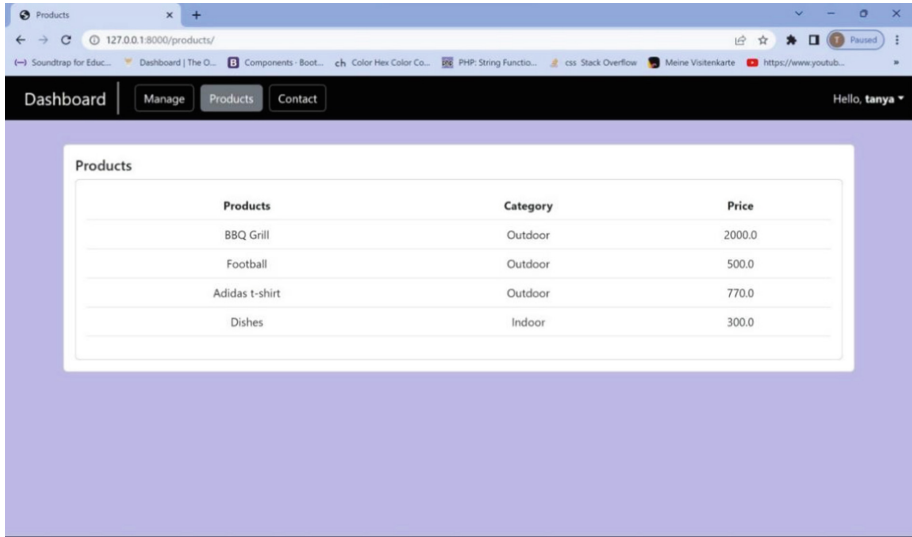 Products
127.0.0.1:8000/products/
Paused
Soundtrap for Educ... Dashboard | The O... B Components · Boot... ch Color Hex Color Co... PHP: String Functio... css Stack Overflow Meine Visitenkarte https://www.youtub... »
Dashboard Manage Products Contact Hello, tanya
Products
Products Category Price
BBQ Grill Outdoor 2000.0
Football Outdoor 500.0
Adidas t-shirt Outdoor 770.0
Dishes Indoor 300.0